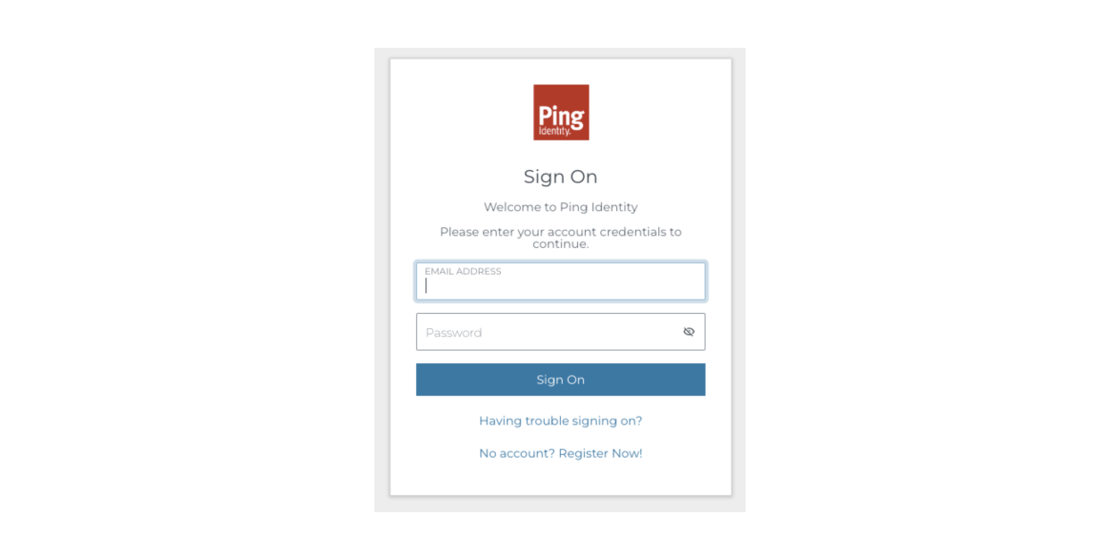 Ping
Identity.
Sign On
Welcome to Ping Identity
Please enter your account credentials to
continue.
EMAIL ADDRESS
Password
Sign On
Having trouble signing on?
No account? Register Now!